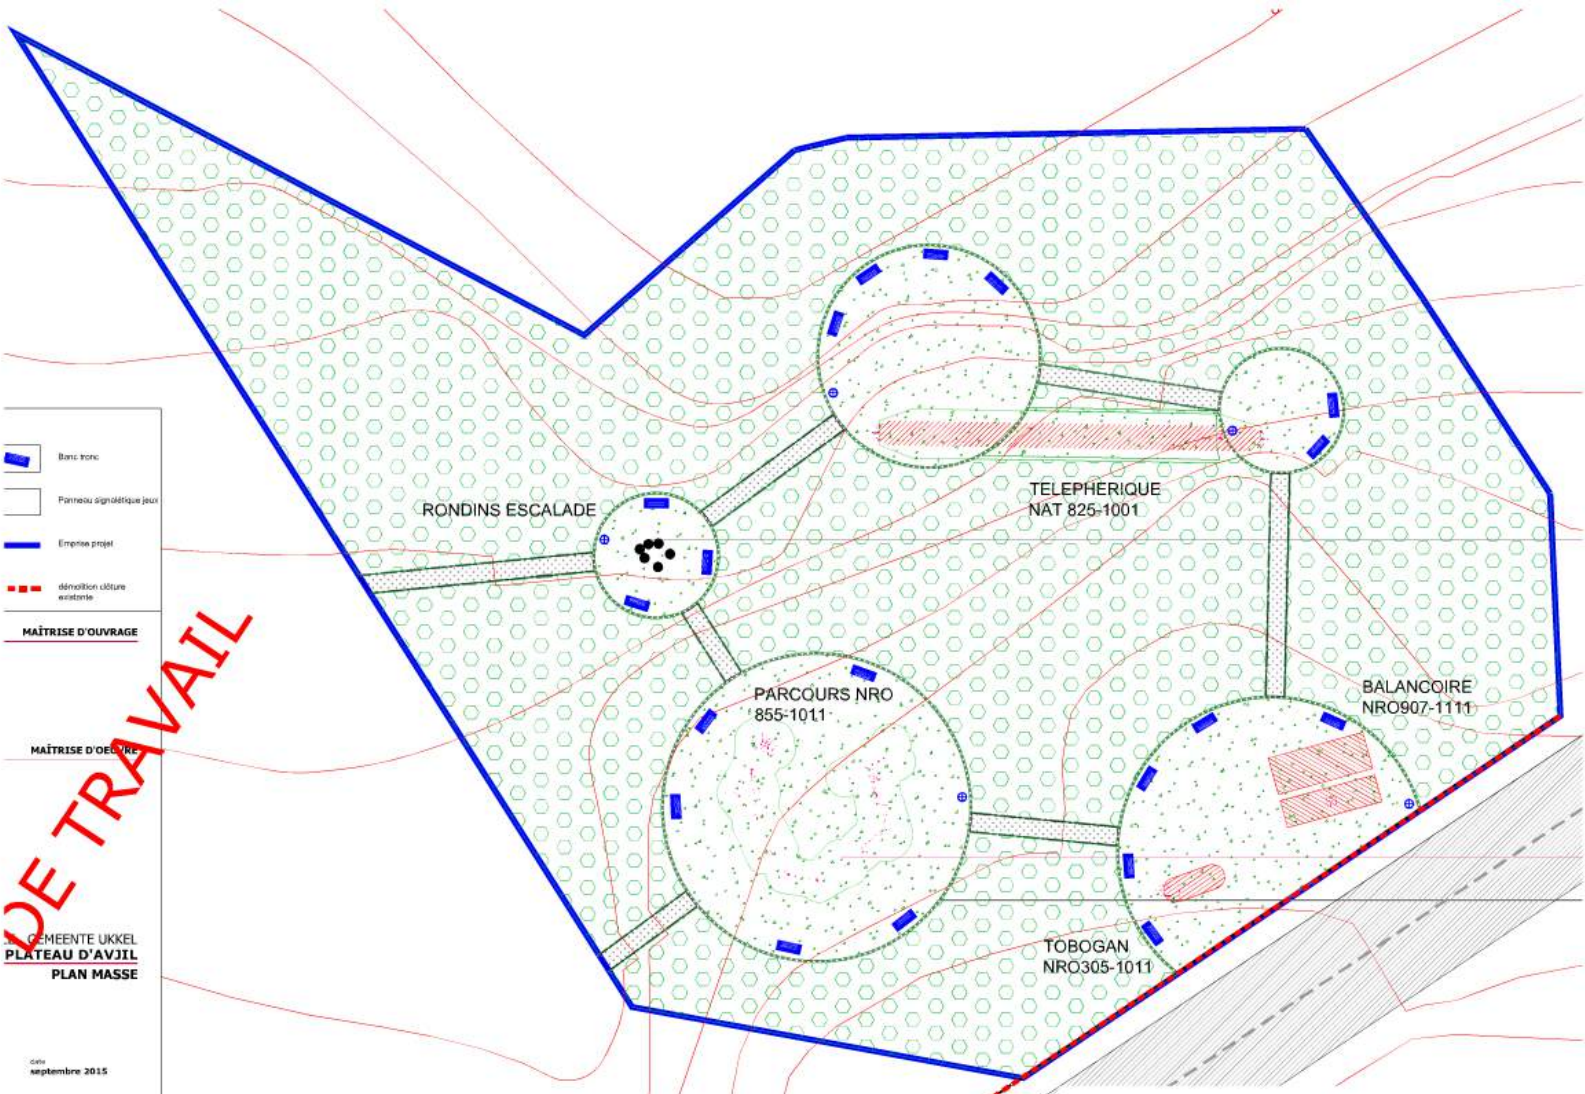 RONDINS ESCALADE
TELEPHERIQUE
NAT 825-1001
PARCOURS NRO
855-1011
BALANCOIRE
NRO907-1111
TOBOGAN
NRO305-1011
Banc tronc
Panneau signalétique jeux
Emprise projet
démolition clôture
existante
MAÎTRISE D'OUVRAGE
MAÎTRISE D'OEUVRE
DE TRAVAIL
GEMEENTE UKKEL
PLATEAU D'AVJIL
PLAN MASSE
date
septembre 2015